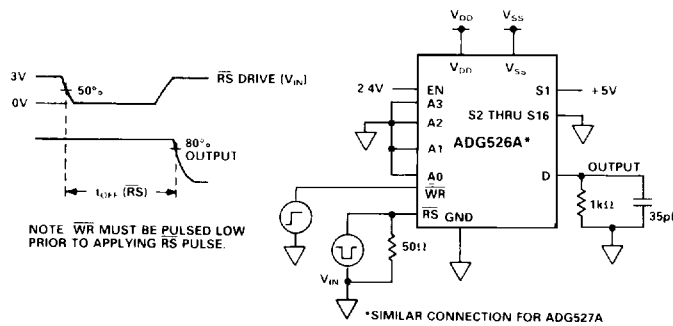 3V
0V
50%
RS DRIVE (VIN)
80%
OUTPUT
tOFF (RS)
NOTE WR MUST BE PULSED LOW
PRIOR TO APPLYING RS PULSE.
VDD
VSS
VDD
VSS
2 4V
EN
A3
A2
A1
A0
WR
RS
GND
S1
+5V
S2 THRU S16
ADG526A*
D
OUTPUT
1kΩ
35pF
50Ω
VIN
*SIMILAR CONNECTION FOR ADG527A